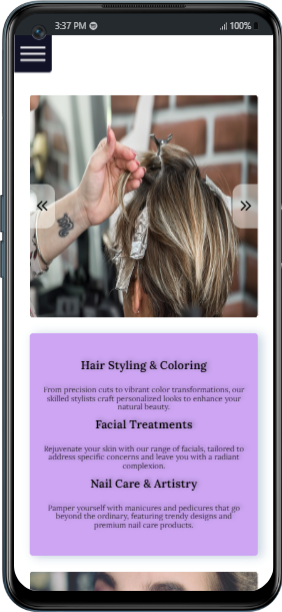 3:37 PM
100%
«
»
Hair Styling & Coloring
From precision cuts to vibrant color transformations, our
skilled stylists craft personalized looks to enhance your
natural beauty.
Facial Treatments
Rejuvenate your skin with our range of facials, tailored to
address specific concerns and leave you with a radiant
complexion.
Nail Care & Artistry
Pamper yourself with manicures and pedicures that go
beyond the ordinary, featuring trendy designs and
premium nail care products.